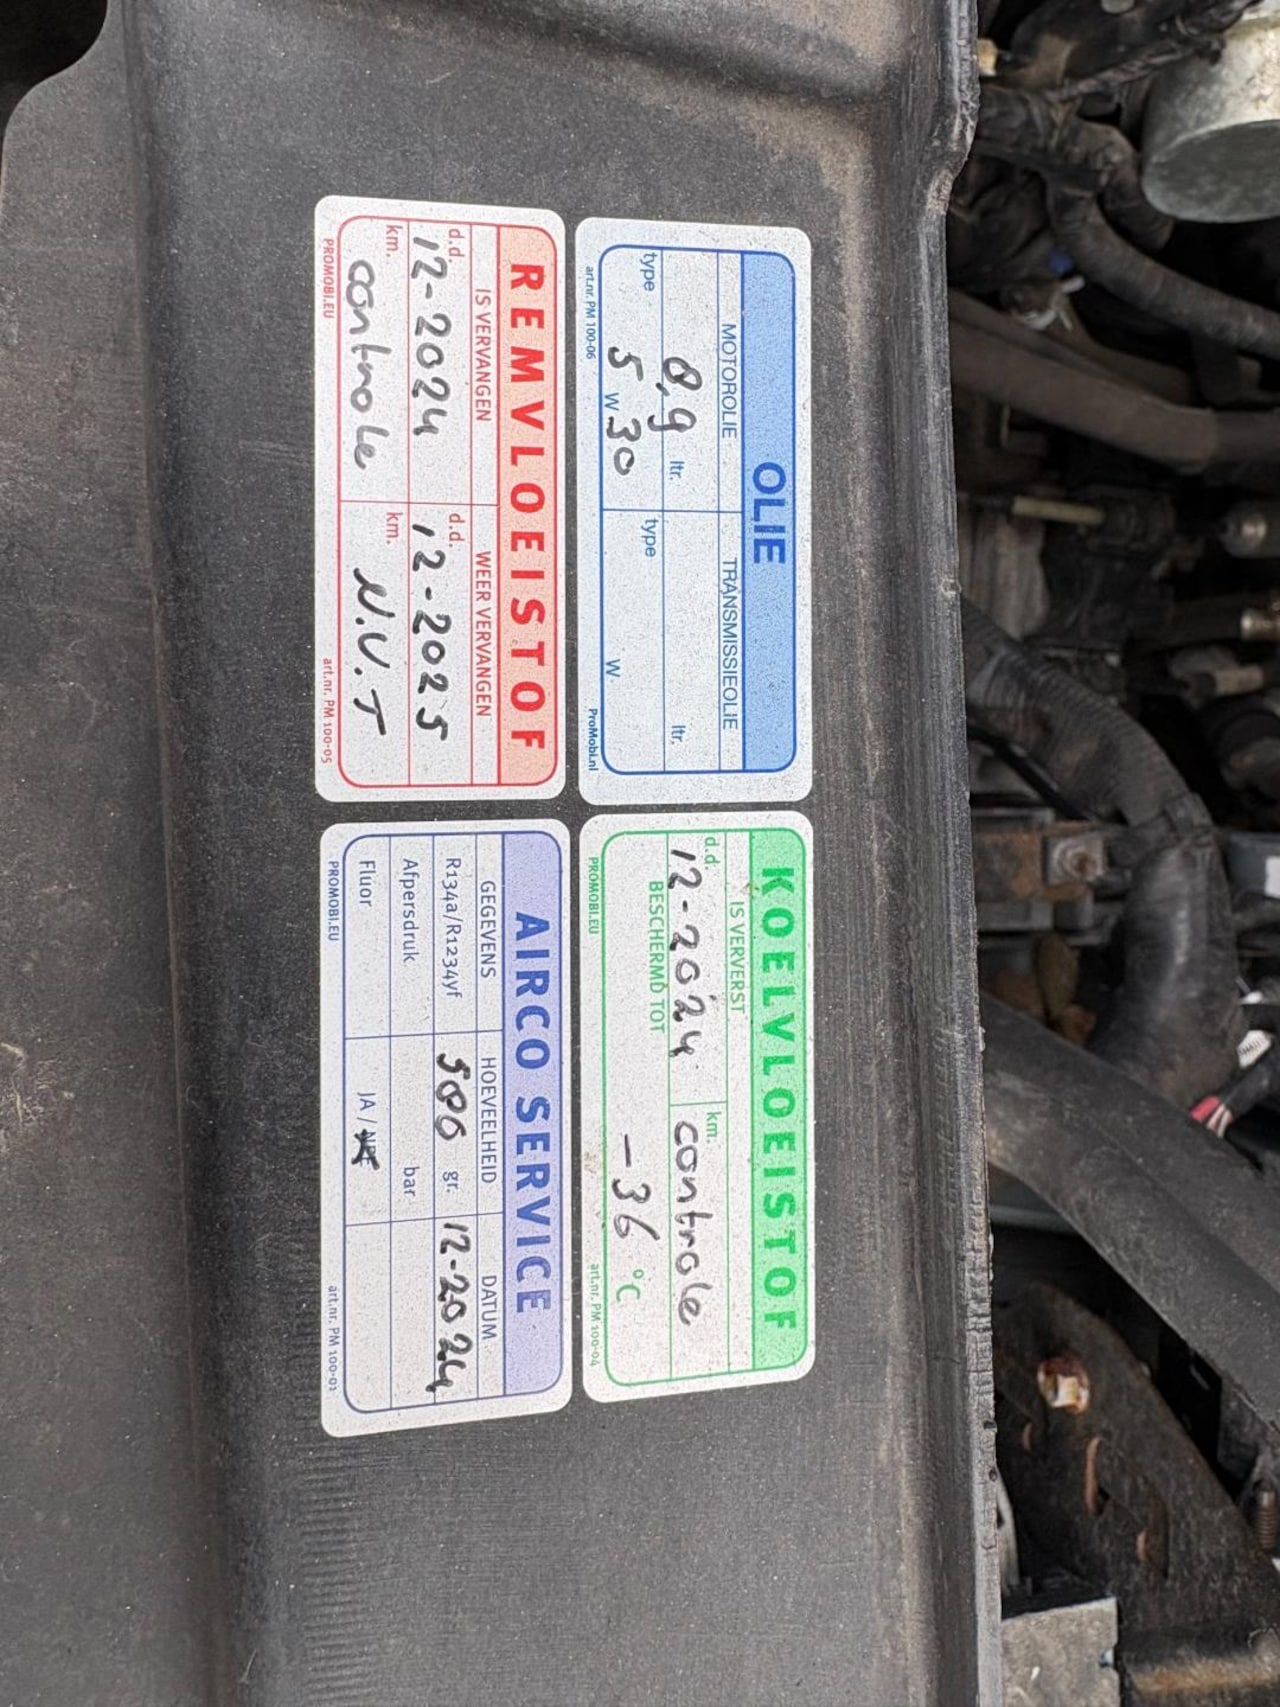 OLIE
MOTOROLIE TRANSMISSIEOLIE
8,9 ltr. ltr.
type type
5 W 30 W.
art.nr. PM 100-06 ProMobi.nl
KOELVLOEISTOF
IS VERVERST
d.d. 12-2024 km. controle
BESCHERMD TOT
-36 °C
PROMOBI.EU art.nr. PM 100-04
REMVLOEISTOF
IS VERVANGEN WEER VERVANGEN
d.d. 12-2024 d.d. 12-2025
km. controle km. N.V.T
PROMOBI.EU art.nr. PM 100-05
AIRCO SERVICE
GEGEVENS HOEVEELHEID DATUM
R134a/R1234yf 500 gr. 12-2024
Afpersdruk bar
Fluor JA / NEE
PROMOBI.EU art.nr. PM 100-01